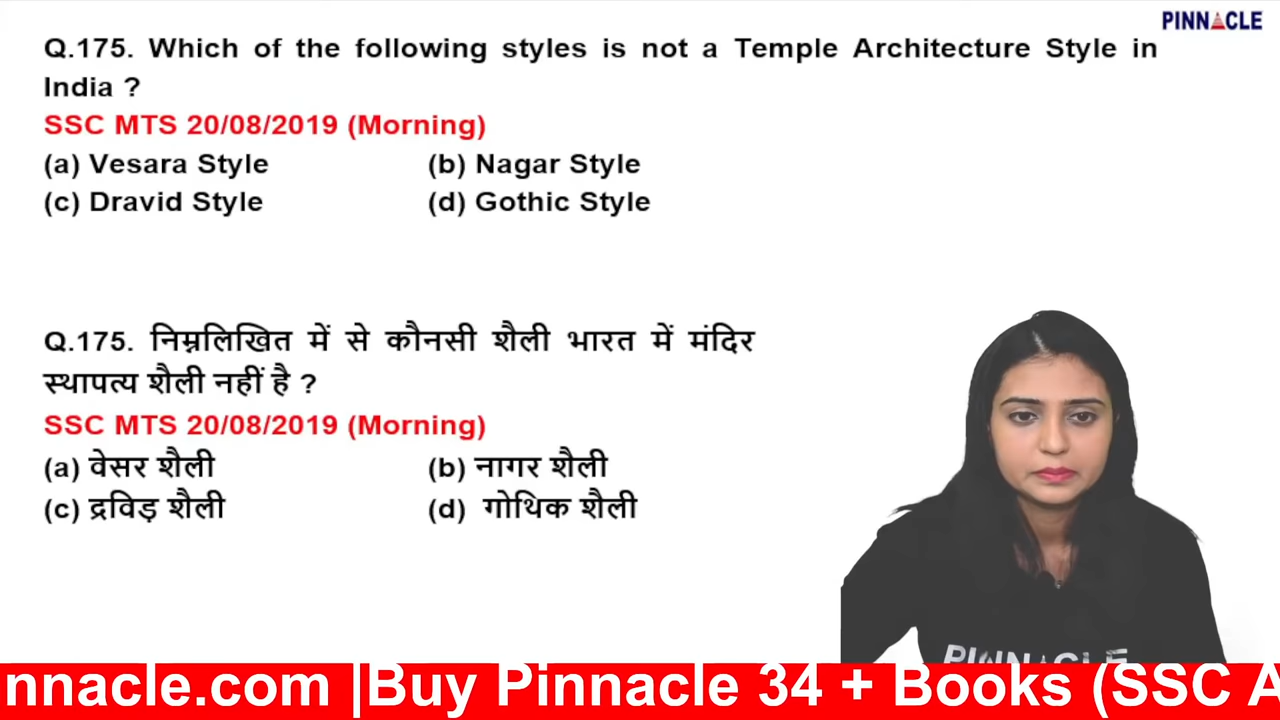 PINNACLE
Q.175. Which of the following styles is not a Temple Architecture Style in
India ?
SSC MTS 20/08/2019 (Morning)
(a) Vesara Style (b) Nagar Style
(c) Dravid Style (d) Gothic Style
Q.175. निम्नलिखित में से कौनसी शैली भारत में मंदिर
स्थापत्य शैली नहीं है ?
SSC MTS 20/08/2019 (Morning)
(a) वेसर शैली (b) नागर शैली
(c) द्रविड़ शैली (d) गोथिक शैली
PINNACLE
nnacle.com |Buy Pinnacle 34 + Books (SSC A